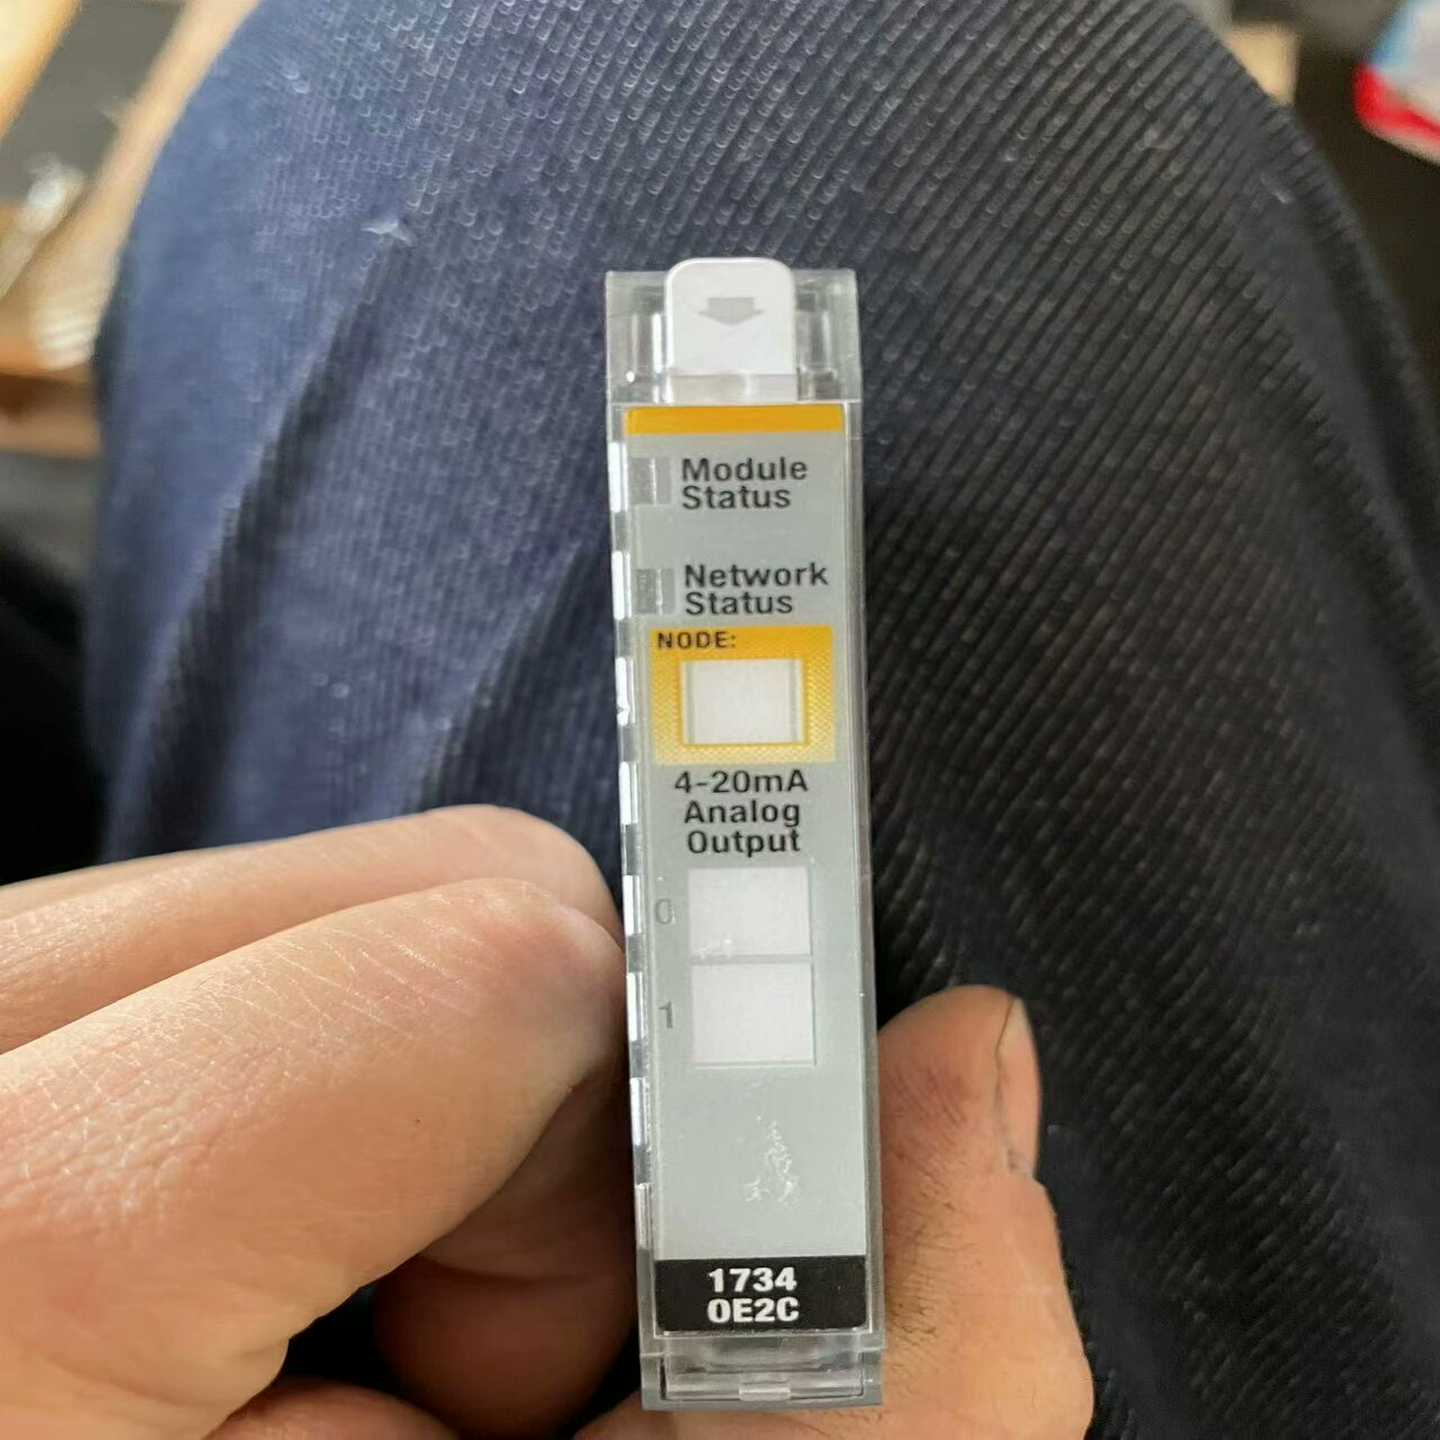 Module
Status
Network
Status
NODE:
4-20mA
Analog
Output
0
1
1734
OE2C